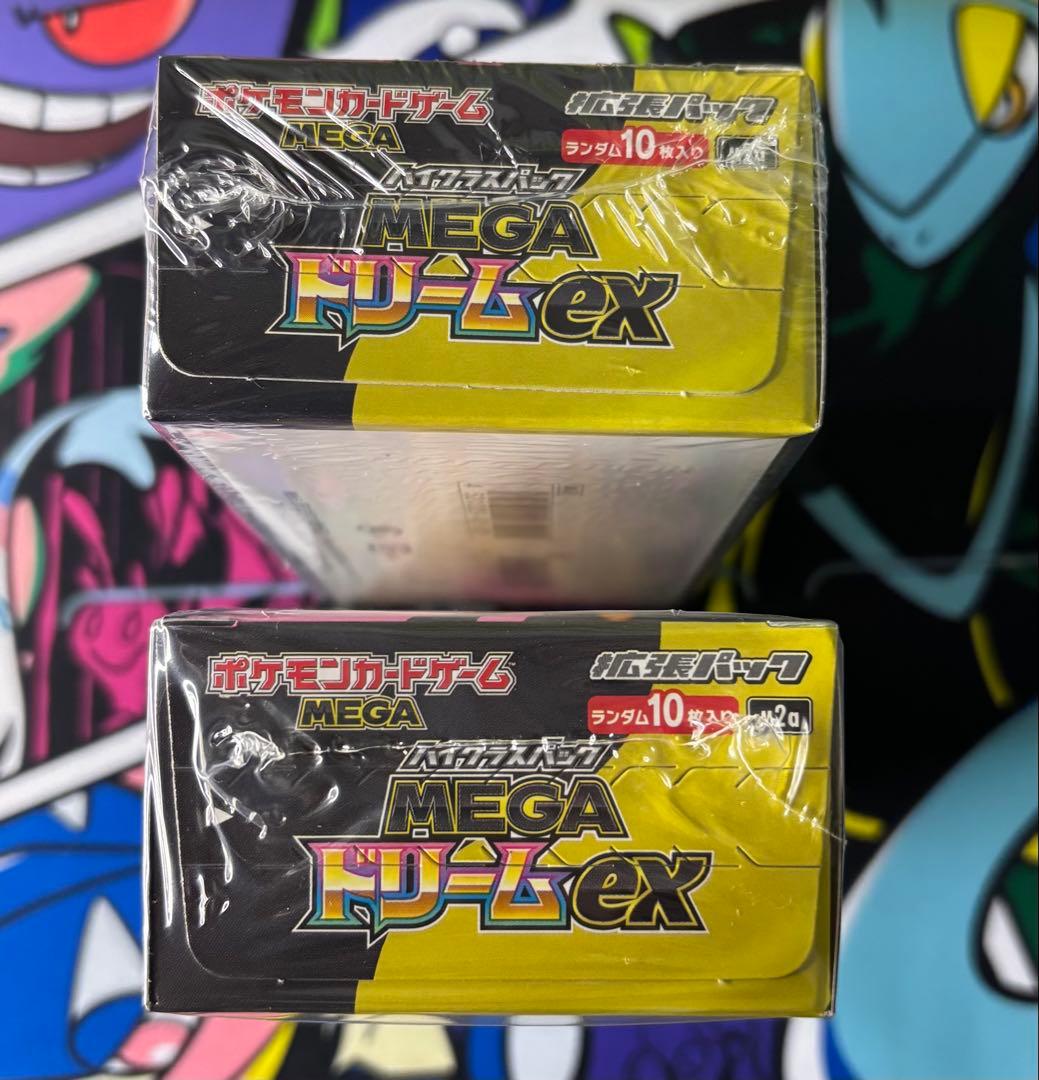 ポケモンカードゲーム
MEGA
拡張パック
ランダム10枚入り
ハイクラスパック
MEGA
ドリームex
ポケモンカードゲーム
MEGA
拡張パック
ランダム10枚入り
M2a
ハイクラスパック
MEGA
ドリームex